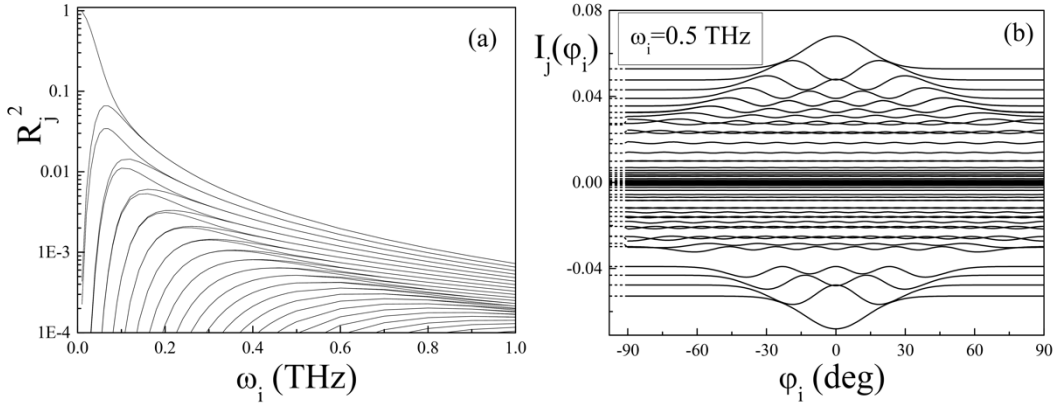 (a)
R_j^2
1
0.1
0.01
1E-3
1E-4
0.0 0.2 0.4 0.6 0.8 1.0
ω_i (THz)
(b)
ω_i=0.5 THz
I_j(φ_i)
0.08
0.04
0.00
-0.04
-90 -60 -30 0 30 60 90
φ_i (deg)